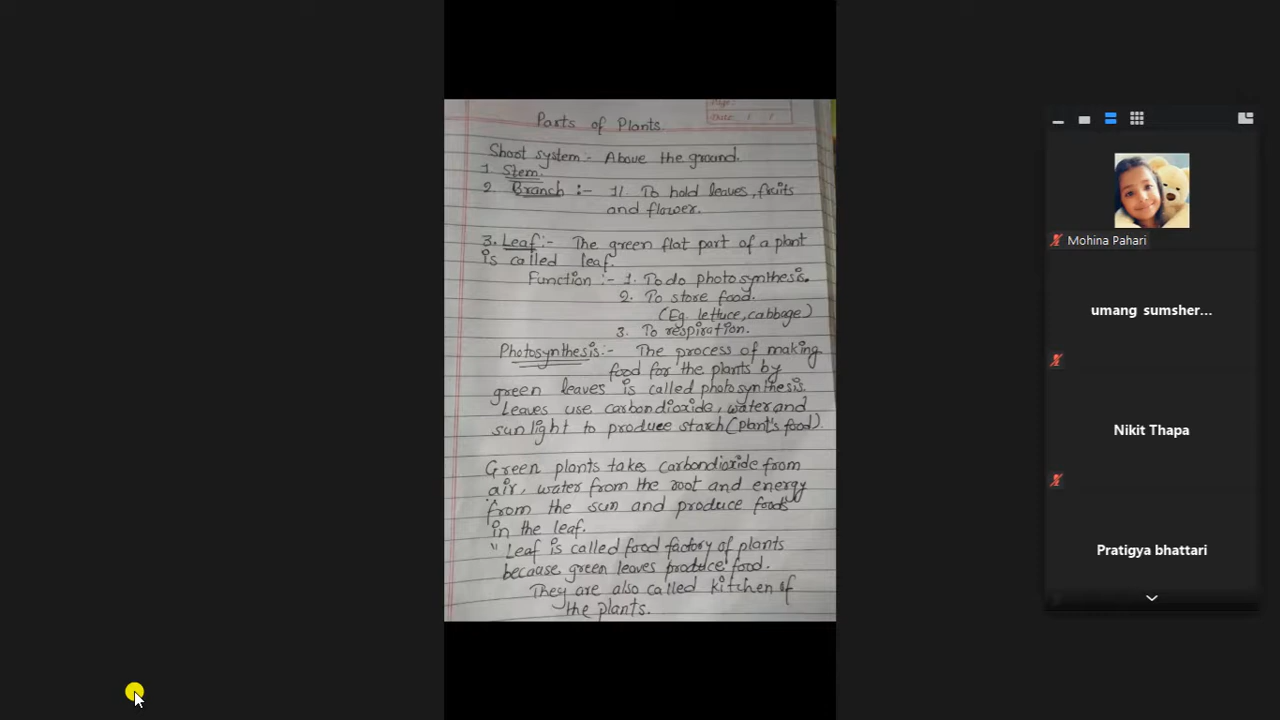 Page:
Date: / /
Parts of Plants
Shoot system:- Above the ground.
1. Stem.
2. Branch :- 1/ To hold leaves, fruits
and flower.
3. Leaf:- The green flat part of a plant
is called leaf.
Function :- 1. To do photosynthesis.
2. To store food.
(Eg. lettuce, cabbage)
3. To respiration.
Photosynthesis:- The process of making
food for the plants by
green leaves is called photosynthesis.
Leaves use carbondioxide, water and
sunlight to produce starch (plant's food).
Green plants takes carbondioxide from
air, water from the root and energy
from the sun and produce foods
in the leaf.
" Leaf is called food factory of plants
because green leaves produce food.
They are also called kitchen of
the plants.
Mohina Pahari
umang sumsher...
Nikit Thapa
Pratigya bhattari